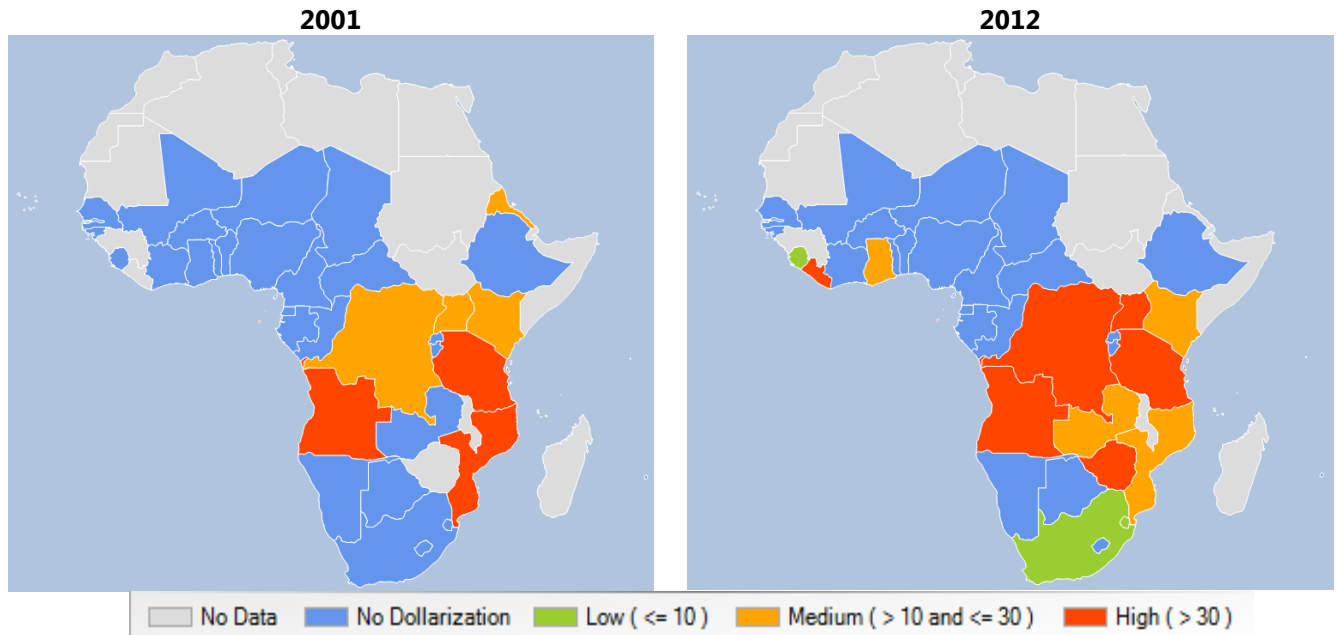 2001
2012
No Data
No Dollarization
Low ( <= 10 )
Medium ( > 10 and <= 30 )
High ( > 30 )